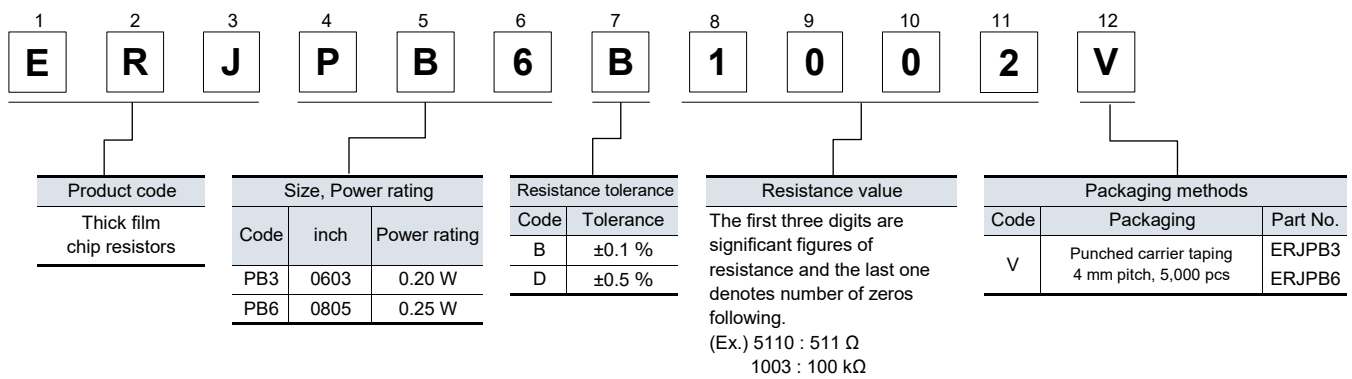 1 2 3 4 5 6 7 8 9 10 11 12
E R J P B 6 B 1 0 0 2 V
Product code
Thick film
chip resistors
Size, Power rating
Code inch Power rating
PB3 0603 0.20 W
PB6 0805 0.25 W
Resistance tolerance
Code Tolerance
B ±0.1 %
D ±0.5 %
Resistance value
The first three digits are
significant figures of
resistance and the last one
denotes number of zeros
following.
(Ex.) 5110 : 511 Ω
1003 : 100 kΩ
Packaging methods
Code Packaging Part No.
V Punched carrier taping
4 mm pitch, 5,000 pcs
ERJPB3
ERJPB6